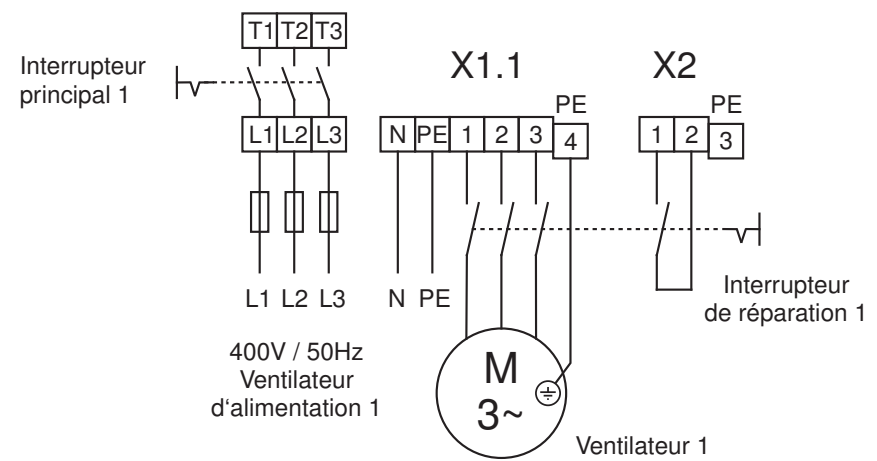 T1 T2 T3
Interrupteur
principal 1
X1.1
X2
PE
PE
L1 L2 L3
N PE 1 2 3 4
1 2 3
L1 L2 L3
N PE
Interrupteur
de réparation 1
400V / 50Hz
Ventilateur
d‘alimentation 1
M
3~
Ventilateur 1